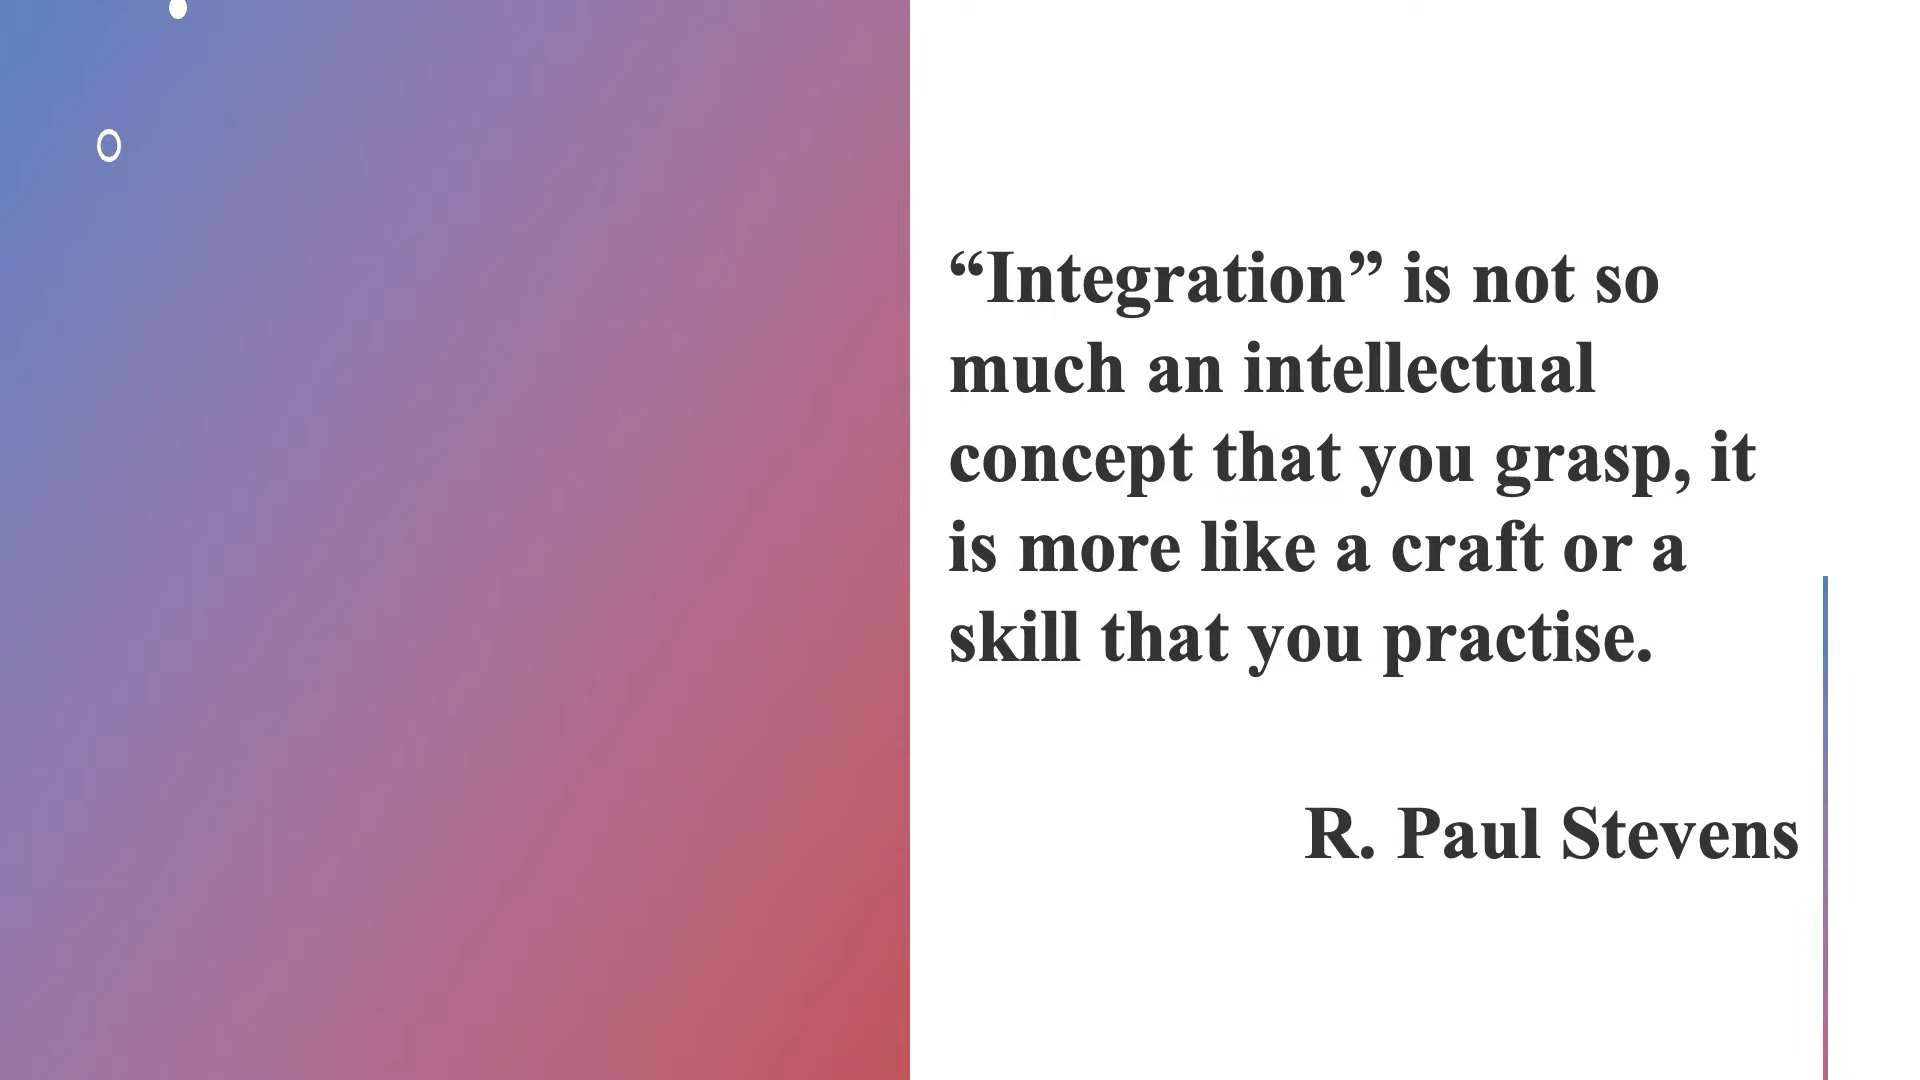 “Integration” is not so
much an intellectual
concept that you grasp, it
is more like a craft or a
skill that you practise.
R. Paul Stevens